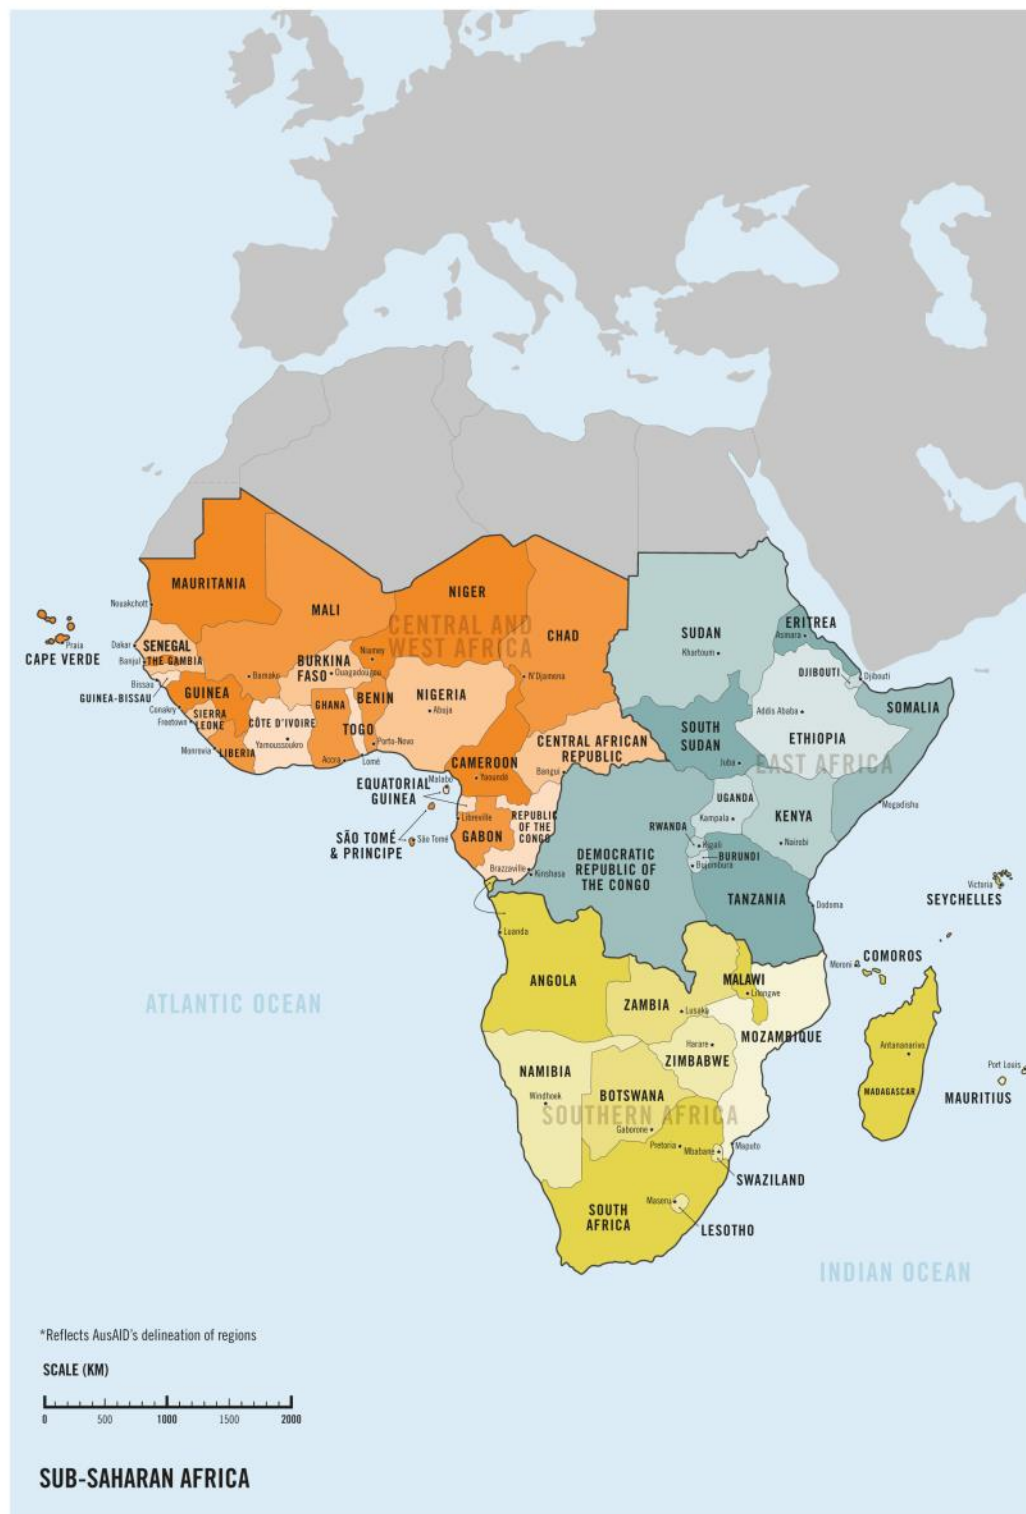 MAURITANIA
Nouakchott
MALI
NIGER
CENTRAL AND
WEST AFRICA
CHAD
SUDAN
Khartoum
ERITREA
Asmara
CAPE VERDE
Praia
Dakar
SENEGAL
Banjul
THE GAMBIA
Bissau
GUINEA-BISSAU
Bamako
BURKINA
FASO
Ouagadougou
Niamey
N'Djamena
DJIBOUTI
Djibouti
GUINEA
Conakry
Freetown
SIERRA
LEONE
Monrovia
LIBERIA
CÔTE D'IVOIRE
Yamoussoukro
GHANA
Accra
TOGO
Lomé
BENIN
Porto-Novo
NIGERIA
Abuja
CENTRAL AFRICAN
REPUBLIC
Bangui
SOUTH
SUDAN
Juba
Addis Ababa
ETHIOPIA
EAST AFRICA
SOMALIA
Mogadishu
CAMEROON
Yaoundé
EQUATORIAL
GUINEA
Malabo
SÃO TOMÉ
& PRINCIPE
São Tomé
Libreville
GABON
REPUBLIC
OF THE
CONGO
Brazzaville
Kinshasa
DEMOCRATIC
REPUBLIC OF
THE CONGO
UGANDA
Kampala
RWANDA
Kigali
BURUNDI
Bujumbura
KENYA
Nairobi
TANZANIA
Dodoma
Victoria
SEYCHELLES
Luanda
ANGOLA
ATLANTIC OCEAN
ZAMBIA
Lusaka
MALAWI
Lilongwe
MOZAMBIQUE
Moroni
COMOROS
Harare
ZIMBABWE
NAMIBIA
Windhoek
BOTSWANA
SOUTHERN AFRICA
Gaborone
Pretoria
Mbabane
Maputo
SWAZILAND
Antananarivo
MADAGASCAR
Port Louis
MAURITIUS
SOUTH
AFRICA
Maseru
LESOTHO
INDIAN OCEAN
*Reflects AusAID's delineation of regions
SCALE (KM)
0 500 1000 1500 2000
SUB-SAHARAN AFRICA